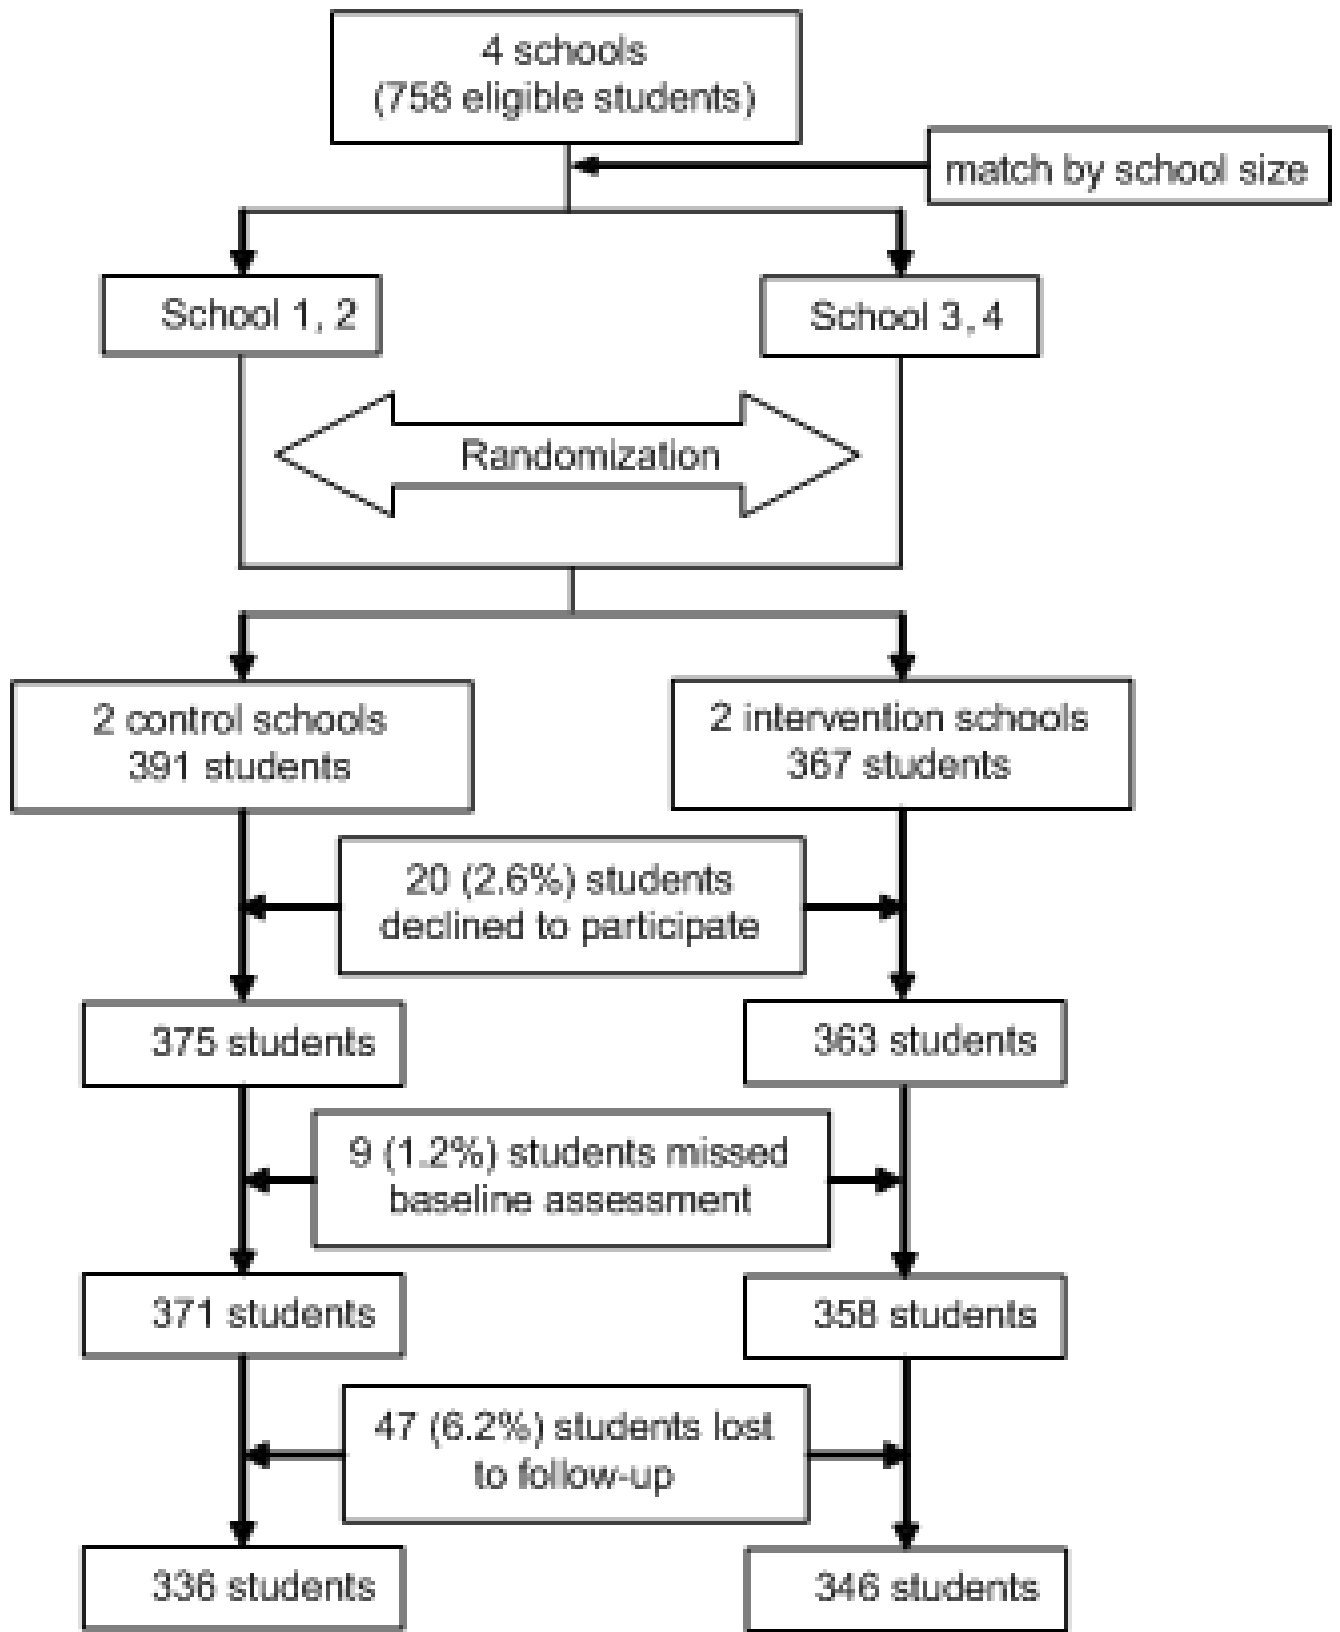 4 schools
(758 eligible students)
match by school size
School 1, 2
School 3, 4
Randomization
2 control schools
391 students
2 intervention schools
367 students
20 (2.6%) students
declined to participate
375 students
363 students
9 (1.2%) students missed
baseline assessment
371 students
358 students
47 (6.2%) students lost
to follow-up
336 students
346 students